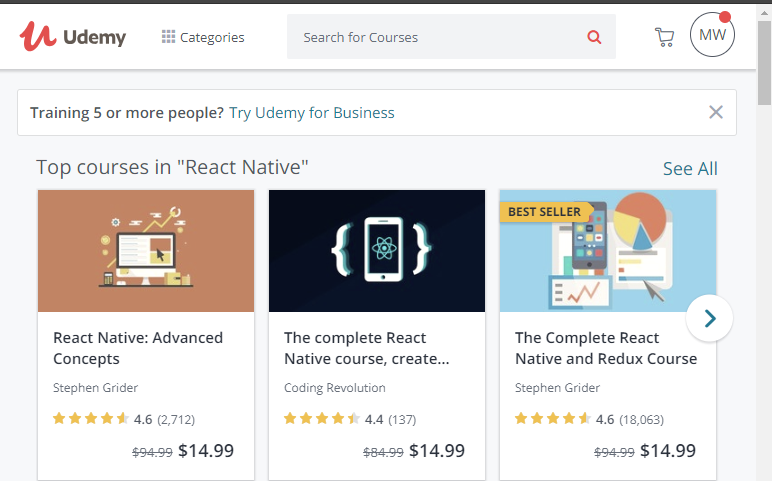 Udemy
Categories
Search for Courses
MW
Training 5 or more people? Try Udemy for Business
Top courses in "React Native"
See All
React Native: Advanced
Concepts
Stephen Grider
4.6 (2,712)
$94.99 $14.99
The complete React
Native course, create...
Coding Revolution
4.4 (137)
$84.99 $14.99
BEST SELLER
The Complete React
Native and Redux Course
Stephen Grider
4.6 (18,063)
$94.99 $14.99